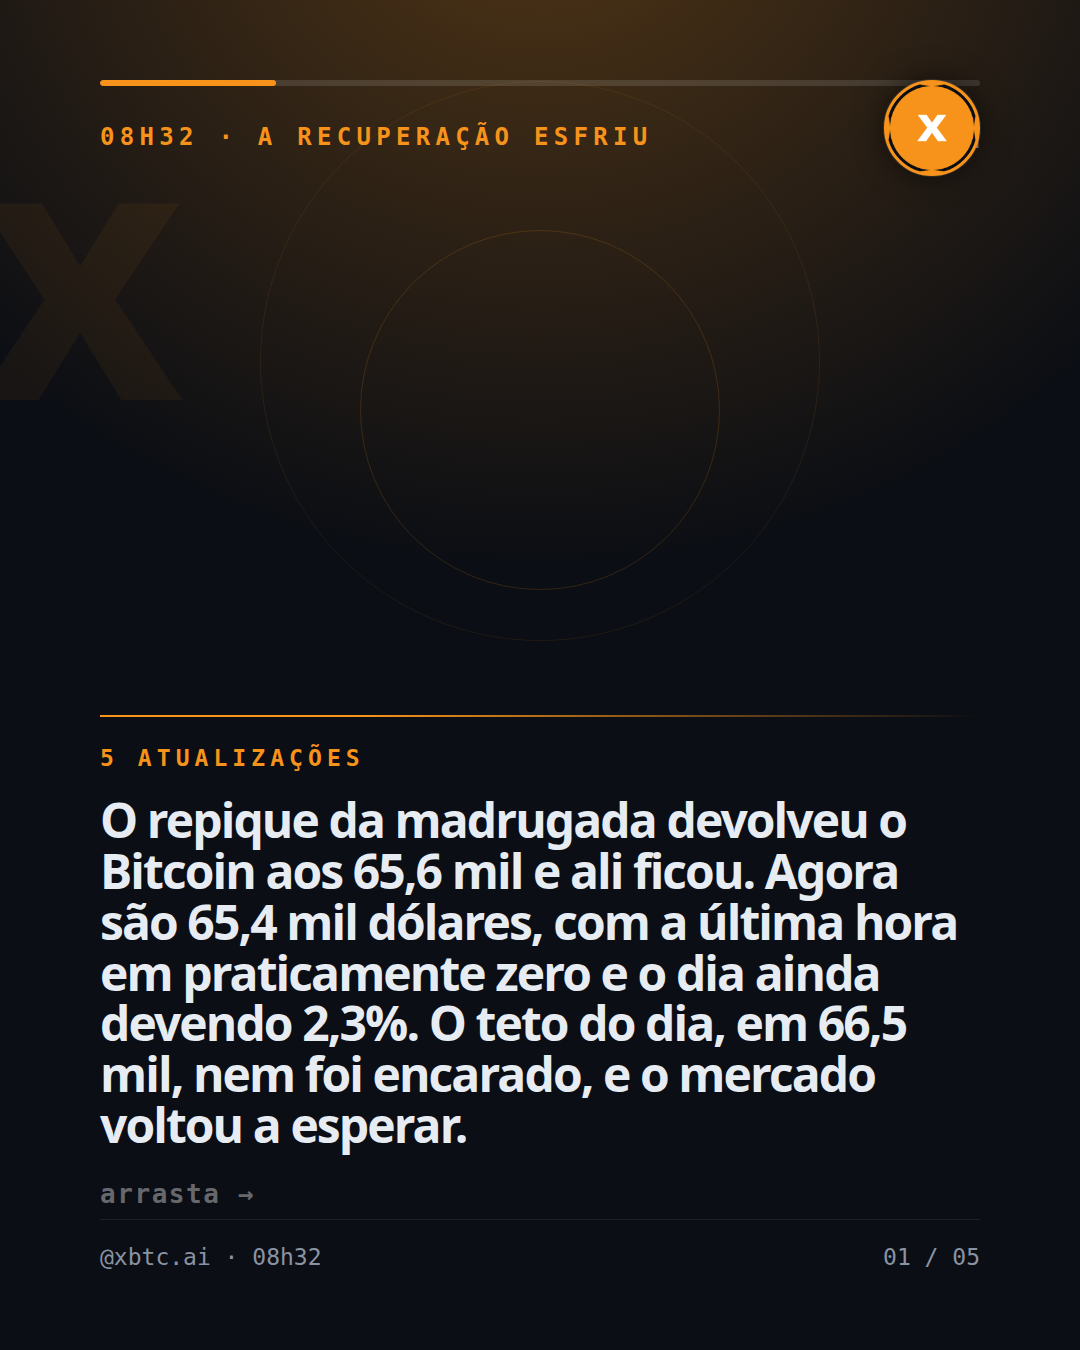 08H32 · A RECUPERAÇÃO ESFRIU
x
x
5 ATUALIZAÇÕES
O repique da madrugada devolveu o
Bitcoin aos 65,6 mil e ali ficou. Agora
são 65,4 mil dólares, com a última hora
em praticamente zero e o dia ainda
devendo 2,3%. O teto do dia, em 66,5
mil, nem foi encarado, e o mercado
voltou a esperar.
arrasta →
@xbtc.ai · 08h32
01 / 05